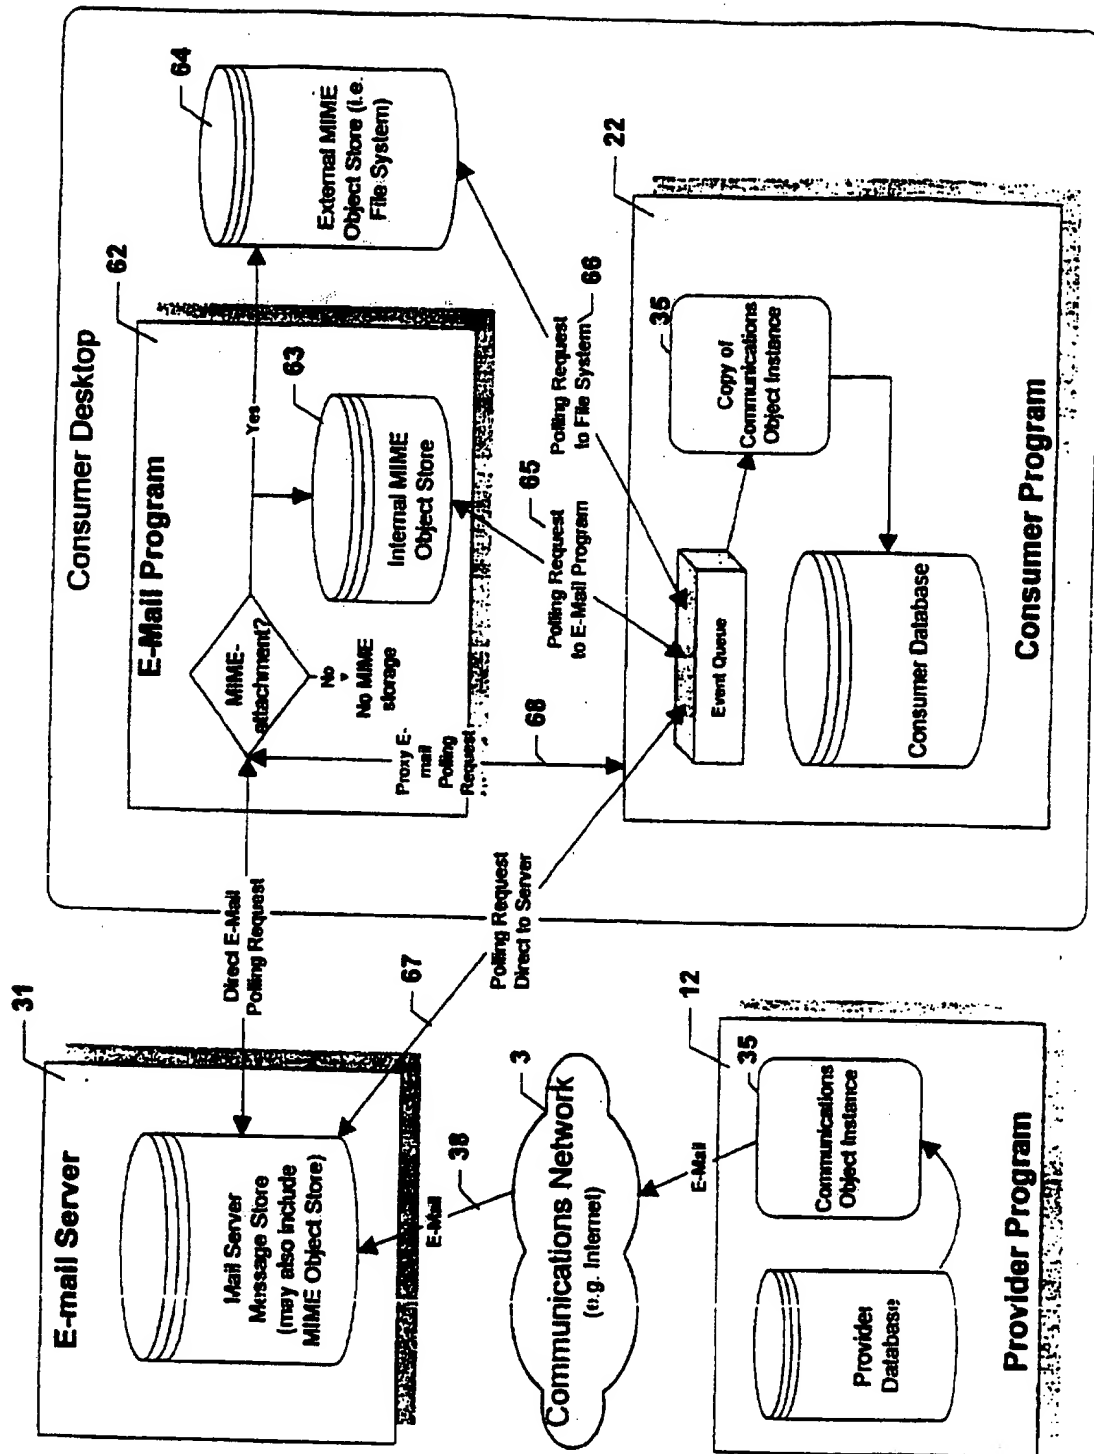 Consumer Desktop
E-mail Server
31
Mail Server
Message Store
(may also include
MIME Object Store)
Direct E-Mail
Polling Request
E-Mail Program
62
MIME-
attachment?
Yes
No
No MIME
storage
Internal MIME
Object Store
63
External MIME
Object Store (i.e.
File System)
64
Proxy E-
mail
Polling
Request
68
Polling Request
to E-Mail Program
65
Polling Request
to File System
66
Polling Request
Direct to Server
67
E-Mail
38
Communications Network
(e.g. Internet)
3
E-Mail
Provider Program
12
Provider
Database
Communications
Object Instance
35
Consumer Program
22
Event Queue
Copy of
Communications
Object Instance
35
Consumer Database